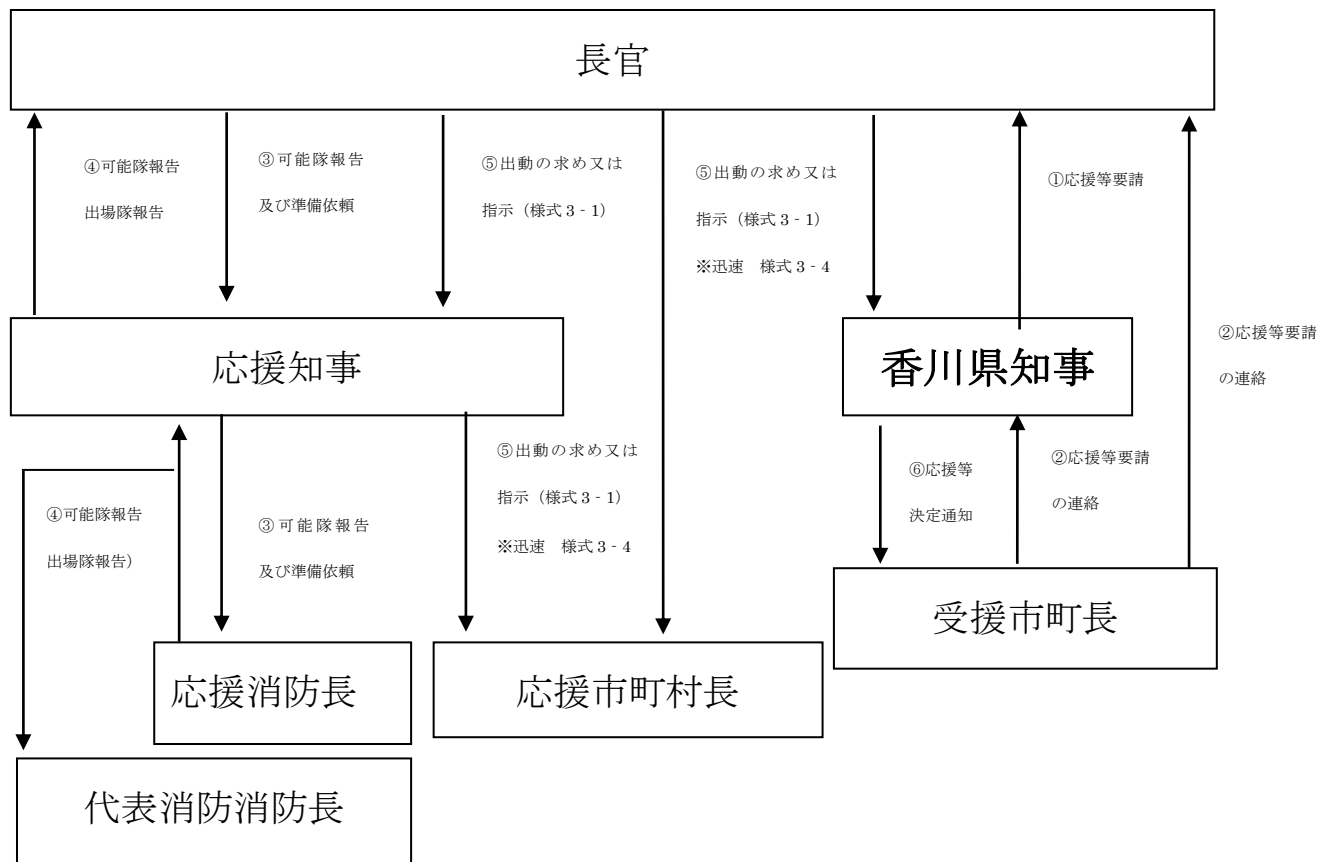 長官
④可能隊報告
出場隊報告
③可能隊報告
及び準備依頼
⑤出動の求め又は
指示（様式３‐１）
⑤出動の求め又は
指示（様式３‐１）
※迅速　様式３‐４
①応援等要請
②応援等要請
の連絡
応援知事
香川県知事
④可能隊報告
出場隊報告）
③可能隊報告
及び準備依頼
⑤出動の求め又は
指示（様式３‐１）
※迅速　様式３‐４
⑥応援等
決定通知
②応援等要請
の連絡
受援市町長
応援消防長
応援市町村長
代表消防消防長